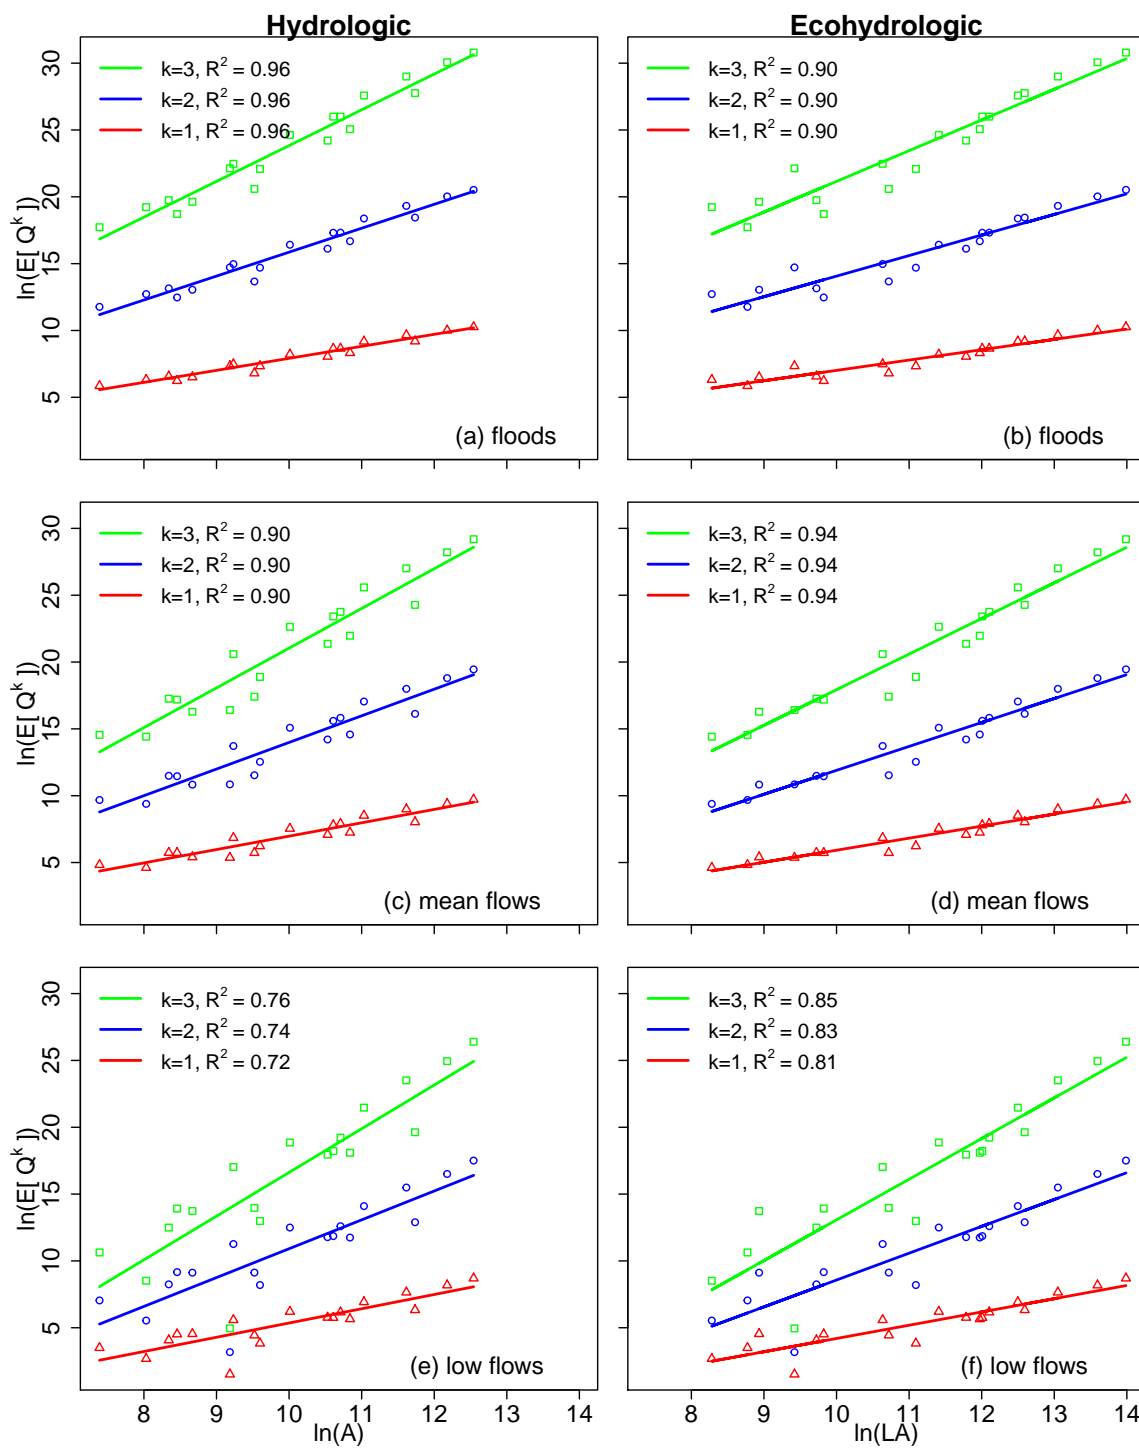 Hydrologic
Ecohydrologic
k=3, R² = 0.96
k=2, R² = 0.96
k=1, R² = 0.96
ln(E[ Q^k ])
5 10 15 20 25 30
(a) floods
k=3, R² = 0.90
k=2, R² = 0.90
k=1, R² = 0.90
(b) floods
k=3, R² = 0.90
k=2, R² = 0.90
k=1, R² = 0.90
ln(E[ Q^k ])
5 10 15 20 25 30
(c) mean flows
k=3, R² = 0.94
k=2, R² = 0.94
k=1, R² = 0.94
(d) mean flows
k=3, R² = 0.76
k=2, R² = 0.74
k=1, R² = 0.72
ln(E[ Q^k ])
5 10 15 20 25 30
(e) low flows
8 9 10 11 12 13 14
ln(A)
k=3, R² = 0.85
k=2, R² = 0.83
k=1, R² = 0.81
(f) low flows
8 9 10 11 12 13 14
ln(LA)